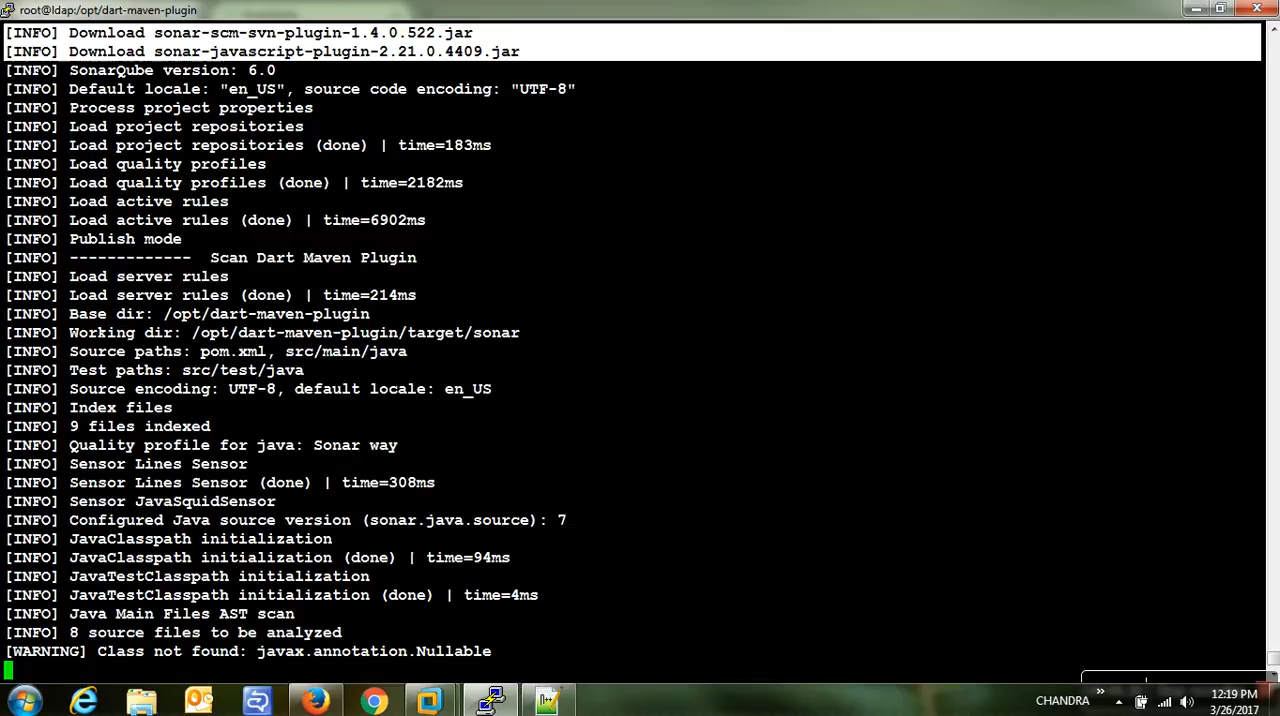 root@ldap:/opt/dart-maven-plugin
[INFO] Download sonar-scm-svn-plugin-1.4.0.522.jar
[INFO] Download sonar-javascript-plugin-2.21.0.4409.jar
[INFO] SonarQube version: 6.0
[INFO] Default locale: "en_US", source code encoding: "UTF-8"
[INFO] Process project properties
[INFO] Load project repositories
[INFO] Load project repositories (done) | time=183ms
[INFO] Load quality profiles
[INFO] Load quality profiles (done) | time=2182ms
[INFO] Load active rules
[INFO] Load active rules (done) | time=6902ms
[INFO] Publish mode
[INFO] -------------  Scan Dart Maven Plugin
[INFO] Load server rules
[INFO] Load server rules (done) | time=214ms
[INFO] Base dir: /opt/dart-maven-plugin
[INFO] Working dir: /opt/dart-maven-plugin/target/sonar
[INFO] Source paths: pom.xml, src/main/java
[INFO] Test paths: src/test/java
[INFO] Source encoding: UTF-8, default locale: en_US
[INFO] Index files
[INFO] 9 files indexed
[INFO] Quality profile for java: Sonar way
[INFO] Sensor Lines Sensor
[INFO] Sensor Lines Sensor (done) | time=308ms
[INFO] Sensor JavaSquidSensor
[INFO] Configured Java source version (sonar.java.source): 7
[INFO] JavaClasspath initialization
[INFO] JavaClasspath initialization (done) | time=94ms
[INFO] JavaTestClasspath initialization
[INFO] JavaTestClasspath initialization (done) | time=4ms
[INFO] Java Main Files AST scan
[INFO] 8 source files to be analyzed
[WARNING] Class not found: javax.annotation.Nullable
CHANDRA
12:19 PM
3/26/2017